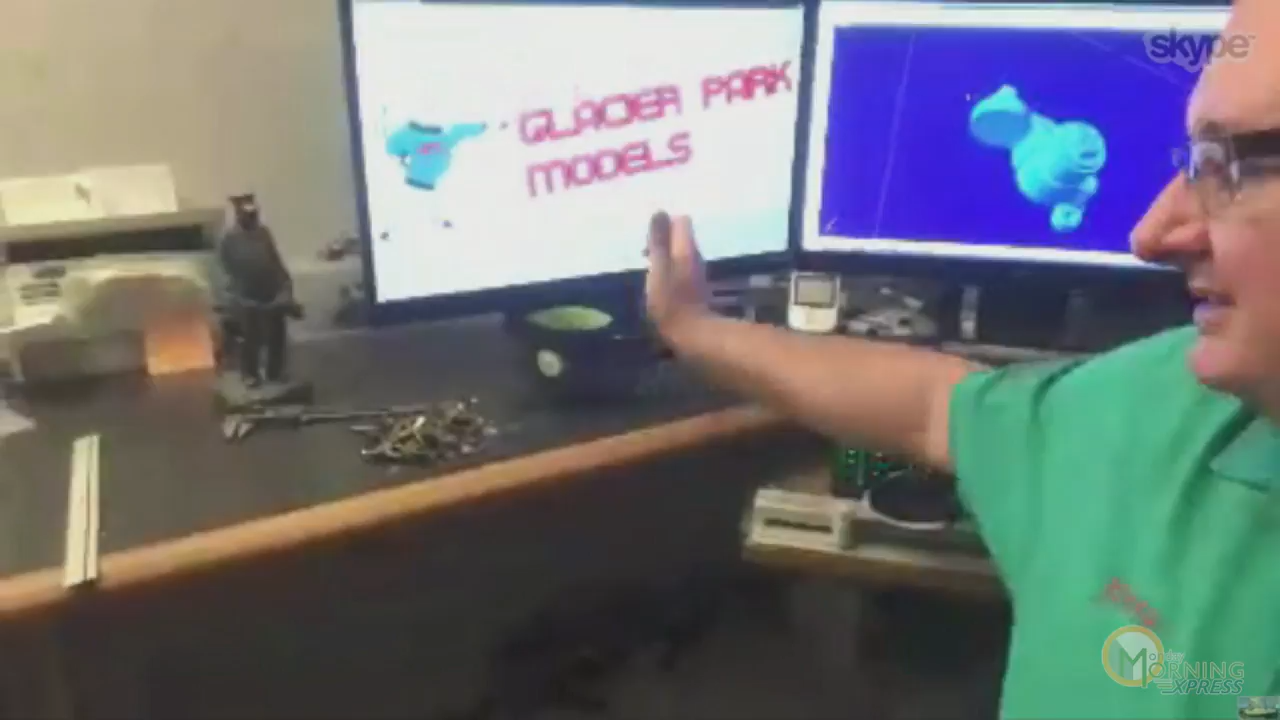 skype
GLACIER PARK
MODELS
Monday
MORNING
EXPRESS